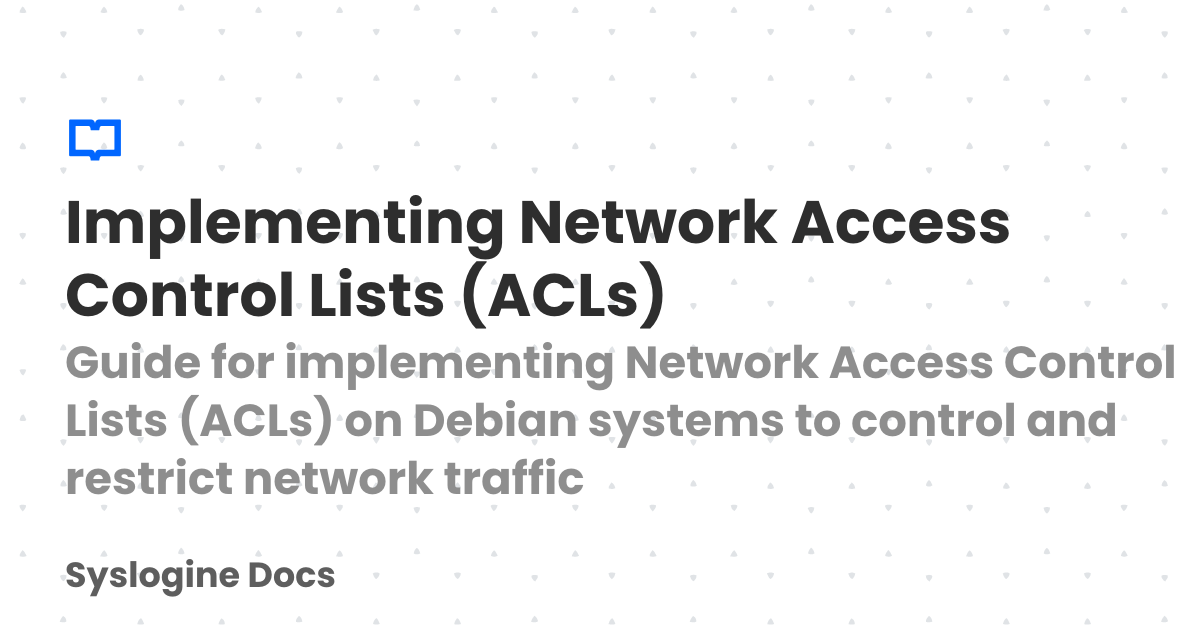 Implementing Network Access
Control Lists (ACLs)
Guide for implementing Network Access Control
Lists (ACLs) on Debian systems to control and
restrict network traffic
Syslogine Docs